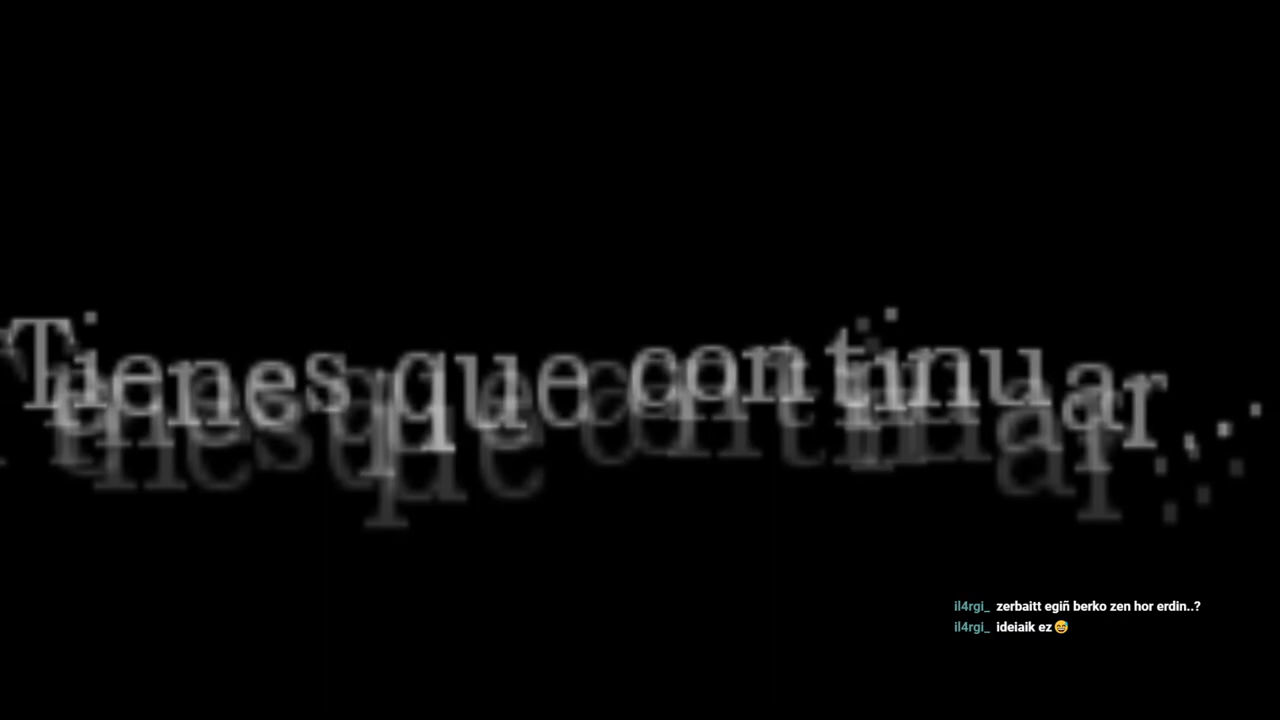 Tienes que continuar...
il4rgi_ zerbaitt egiñ berko zen hor erdin..?
il4rgi_ ideiaik ez😅